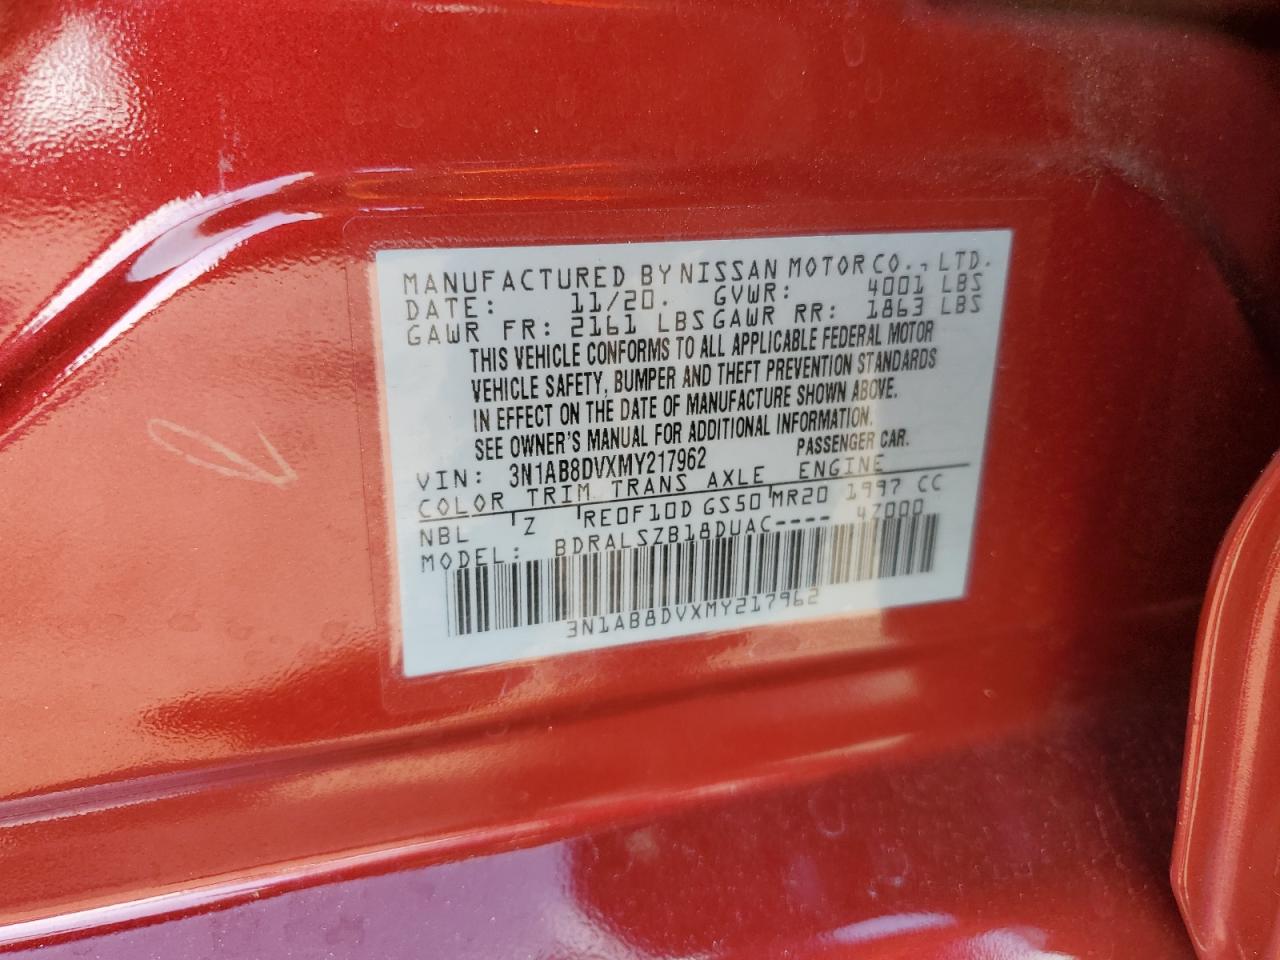 MANUFACTURED BY NISSAN MOTOR CO., LTD.
DATE: 11/20. GVWR: 4001 LBS
GAWR FR: 2161 LBS GAWR RR: 1863 LBS
THIS VEHICLE CONFORMS TO ALL APPLICABLE FEDERAL MOTOR
VEHICLE SAFETY, BUMPER AND THEFT PREVENTION STANDARDS
IN EFFECT ON THE DATE OF MANUFACTURE SHOWN ABOVE.
SEE OWNER'S MANUAL FOR ADDITIONAL INFORMATION.
VIN: 3N1AB8DVXMY217962 PASSENGER CAR.
COLOR TRIM TRANS AXLE ENGINE
NBL Z RE0F10D GS50 MR20 1997 CC
MODEL: BDRALSZB18DUAC---- 47000
3N1AB8DVXMY217962